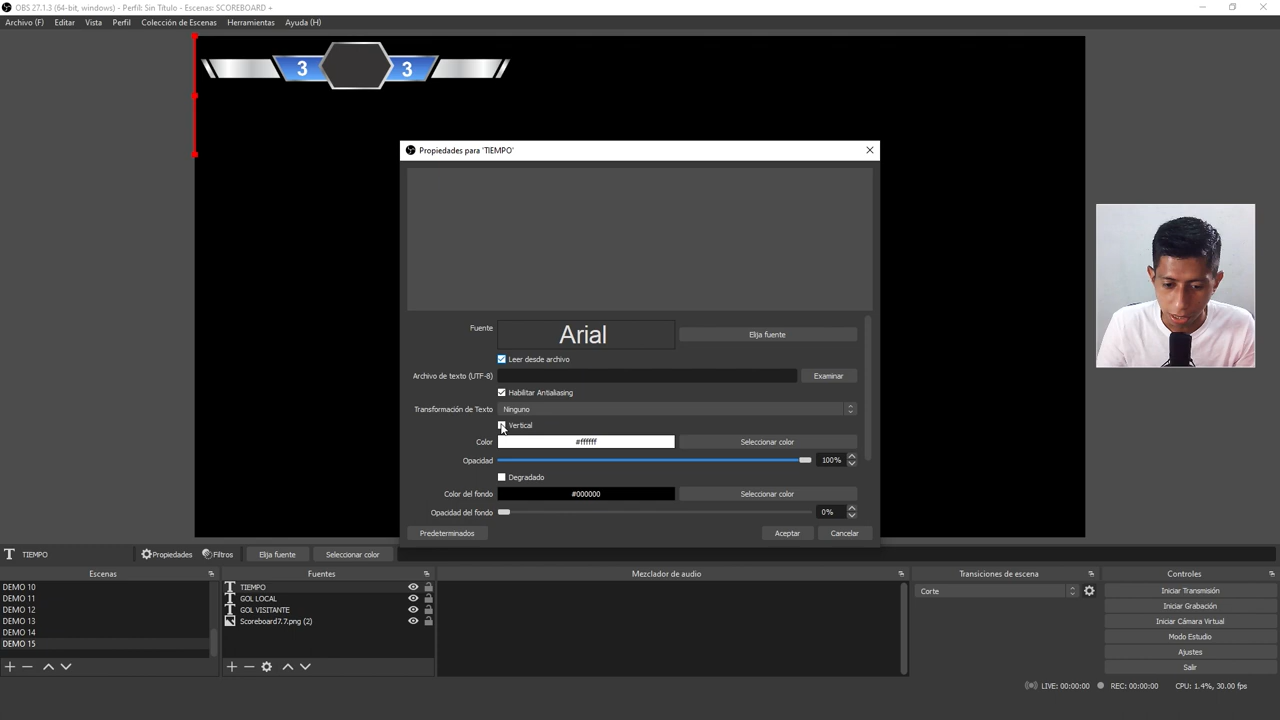 OBS 27.1.3 (64-bit, windows) - Perfil: Sin Título - Escenas: SCOREBOARD +
Archivo (F) Editar Vista Perfil Colección de Escenas Herramientas Ayuda (H)
3 3
Propiedades para 'TIEMPO'
Fuente Arial Elija fuente
Leer desde archivo
Archivo de texto (UTF-8) Examinar
Habilitar Antialiasing
Transformación de Texto Ninguno
Vertical
Color #ffffff Seleccionar color
Opacidad 100%
Degradado
Color del fondo #000000 Seleccionar color
Opacidad del fondo 0%
Predeterminados Aceptar Cancelar
TIEMPO Propiedades Filtros Elija fuente Seleccionar color
Escenas Fuentes Mezclador de audio Transiciones de escena Controles
DEMO 10
DEMO 11
DEMO 12
DEMO 13
DEMO 14
DEMO 15
TIEMPO
GOL LOCAL
GOL VISITANTE
Scoreboard7.7.png (2)
Corte
Iniciar Transmisión
Iniciar Grabación
Iniciar Cámara Virtual
Modo Estudio
Ajustes
Salir
LIVE: 00:00:00 REC: 00:00:00 CPU: 1.4%, 30.00 fps